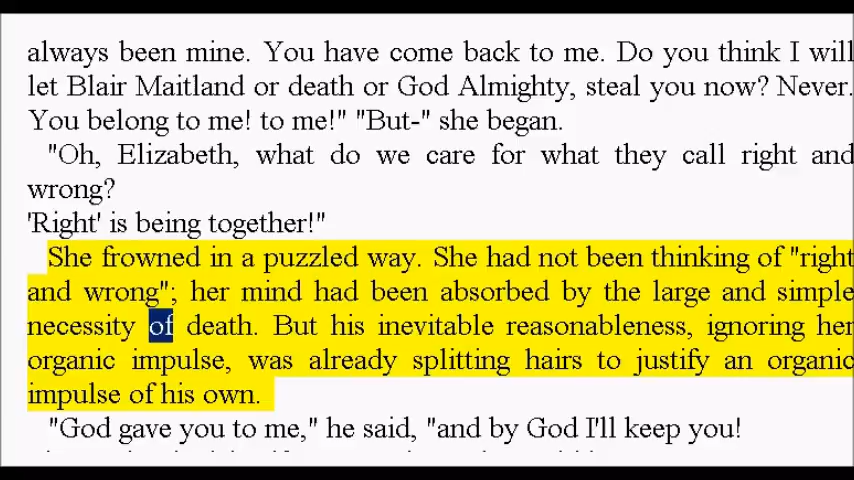 always been mine. You have come back to me. Do you think I will
let Blair Maitland or death or God Almighty, steal you now? Never.
You belong to me! to me!" "But-" she began.
"Oh, Elizabeth, what do we care for what they call right and
wrong?
'Right' is being together!"
She frowned in a puzzled way. She had not been thinking of "right
and wrong"; her mind had been absorbed by the large and simple
necessity of death. But his inevitable reasonableness, ignoring her
organic impulse, was already splitting hairs to justify an organic
impulse of his own.
"God gave you to me," he said, "and by God I'll keep you!